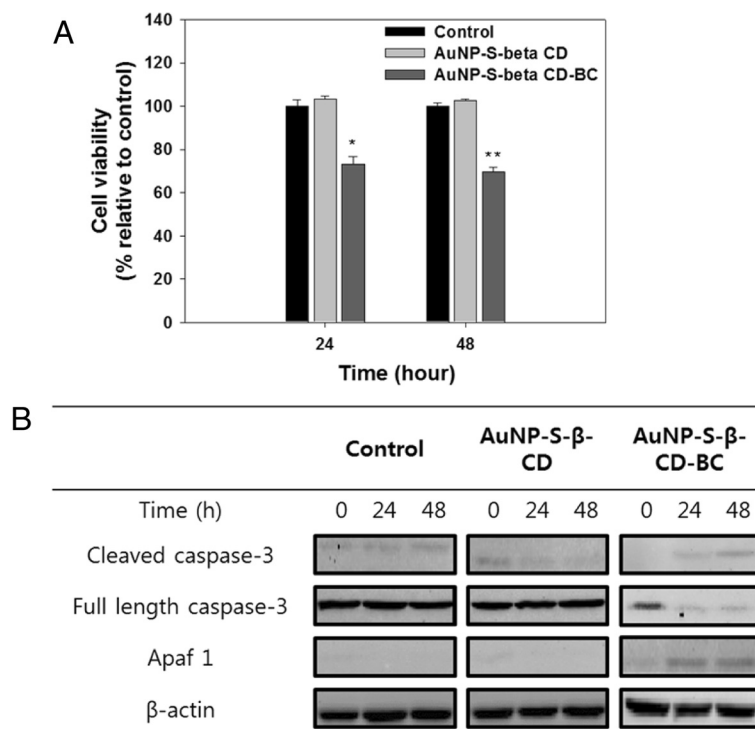 A
Cell viability
(% relative to control)
140
120
100
80
60
40
20
0
Control
AuNP-S-beta CD
AuNP-S-beta CD-BC
*
**
24
48
Time (hour)
B
Control
AuNP-S-β-
CD
AuNP-S-β-
CD-BC
Time (h)
0 24 48 0 24 48 0 24 48
Cleaved caspase-3
Full length caspase-3
Apaf 1
β-actin